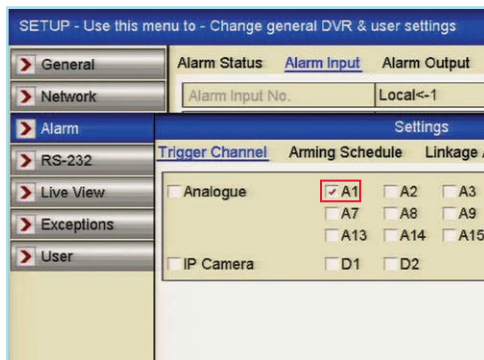 SETUP - Use this menu to - Change general DVR & user settings
General
Network
Alarm
RS-232
Live View
Exceptions
User
Alarm Status Alarm Input Alarm Output
Alarm Input No. Local<-1
Settings
Trigger Channel Arming Schedule Linkage
Analogue A1 A2 A3
A7 A8 A9
A13 A14 A15
IP Camera D1 D2